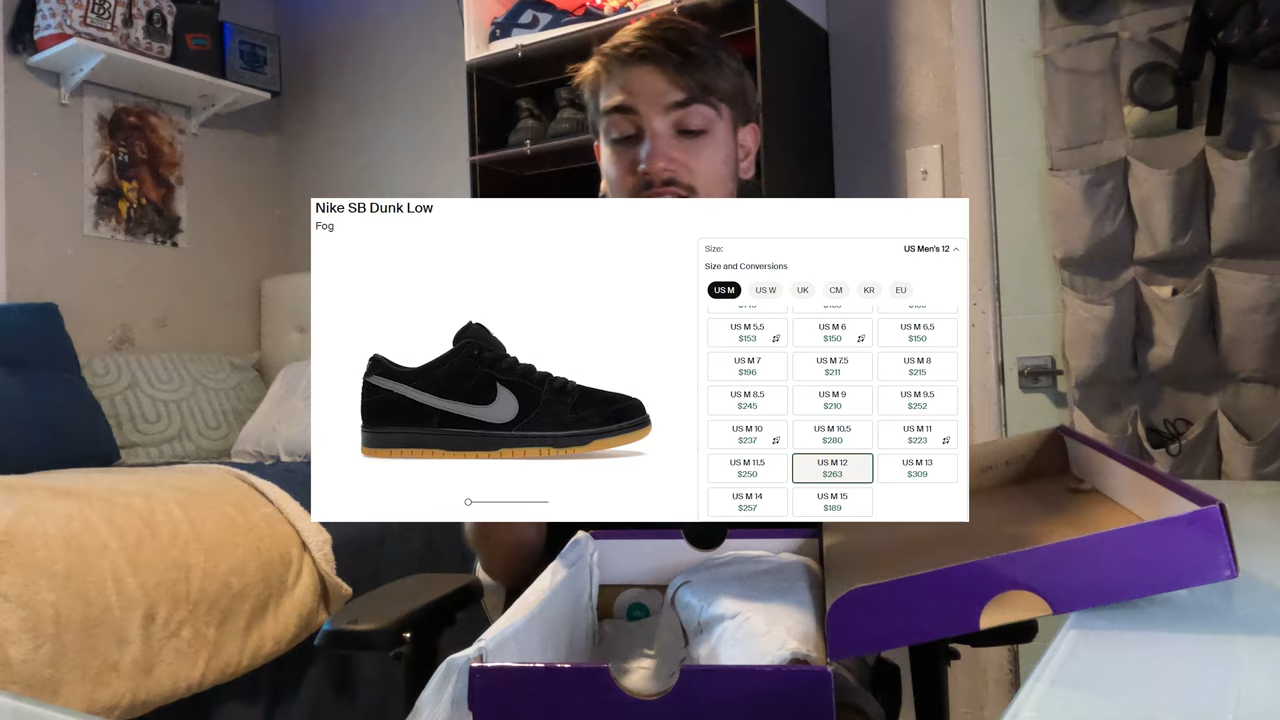 Nike SB Dunk Low
Fog
Size:
US Men's 12
Size and Conversions
US M
US W
UK
CM
KR
EU
US M 5.5
US M 6
US M 6.5
$153
$150
$150
US M 7
US M 7.5
US M 8
$196
$211
$215
US M 8.5
US M 9
US M 9.5
$245
$210
$252
US M 10
US M 10.5
US M 11
$237
$280
$223
US M 11.5
US M 12
US M 13
$250
$263
$309
US M 14
US M 15
$257
$189